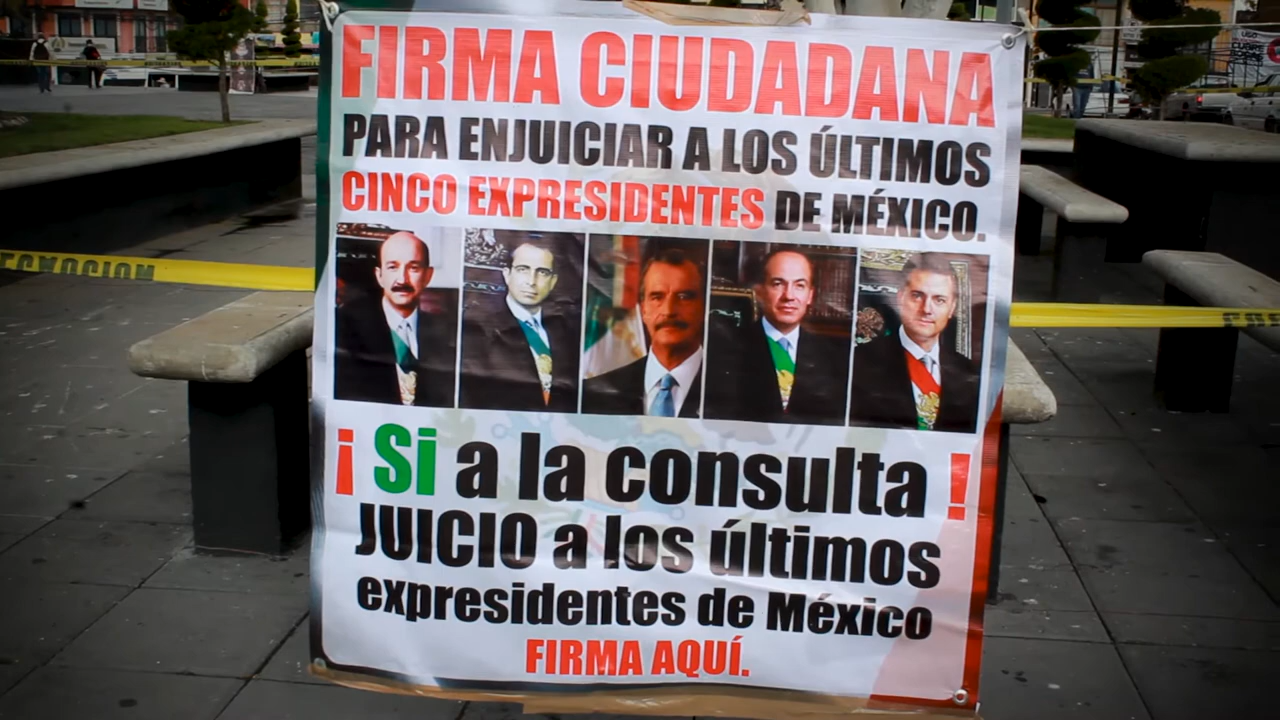 FIRMA CIUDADANA
PARA ENJUICIAR A LOS ÚLTIMOS
CINCO EXPRESIDENTES DE MÉXICO.
¡ Si a la consulta !
JUICIO a los últimos
expresidentes de México
FIRMA AQUÍ.